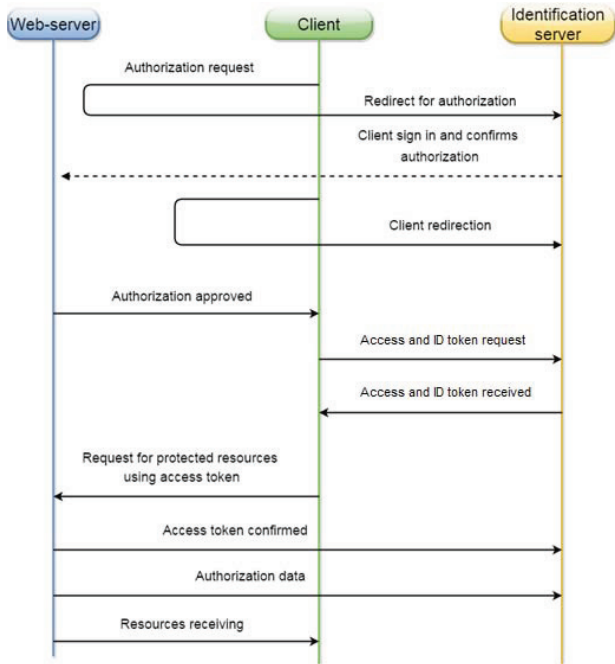 Web-server
Client
Identification
server
Authorization request
Redirect for authorization
Client sign in and confirms
authorization
Client redirection
Authorization approved
Access and ID token request
Access and ID token received
Request for protected resources
using access token
Access token confirmed
Authorization data
Resources receiving